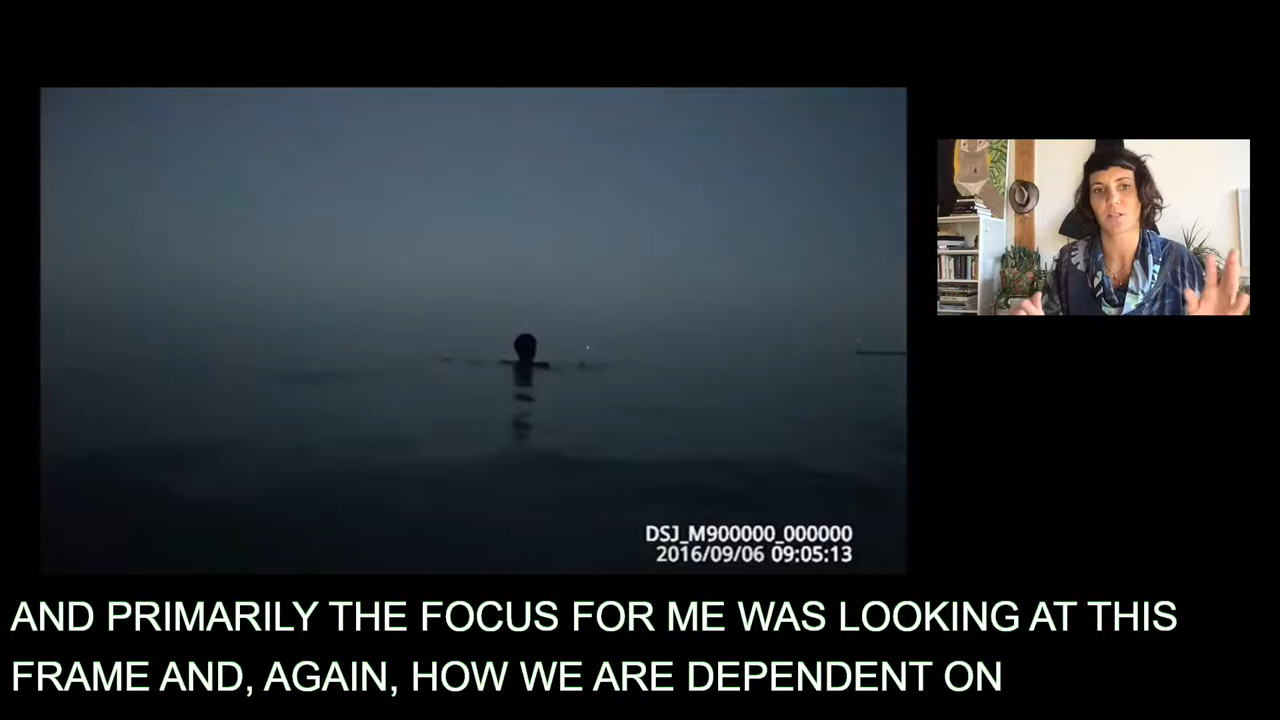 DSJ_M900000_000000
2016/09/06 09:05:13
AND PRIMARILY THE FOCUS FOR ME WAS LOOKING AT THIS
FRAME AND, AGAIN, HOW WE ARE DEPENDENT ON